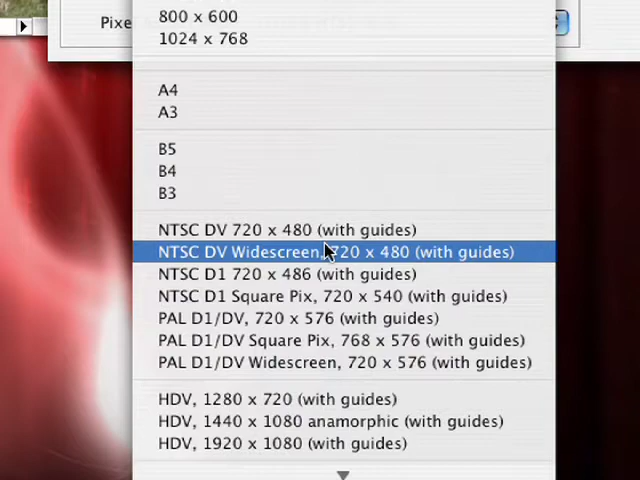 800 x 600
Pixe
1024 x 768
A4
A3
B5
B4
B3
NTSC DV 720 x 480 (with guides)
NTSC DV Widescreen, 720 x 480 (with guides)
NTSC D1 720 x 486 (with guides)
NTSC D1 Square Pix, 720 x 540 (with guides)
PAL D1/DV, 720 x 576 (with guides)
PAL D1/DV Square Pix, 768 x 576 (with guides)
PAL D1/DV Widescreen, 720 x 576 (with guides)
HDV, 1280 x 720 (with guides)
HDV, 1440 x 1080 anamorphic (with guides)
HDV, 1920 x 1080 (with guides)